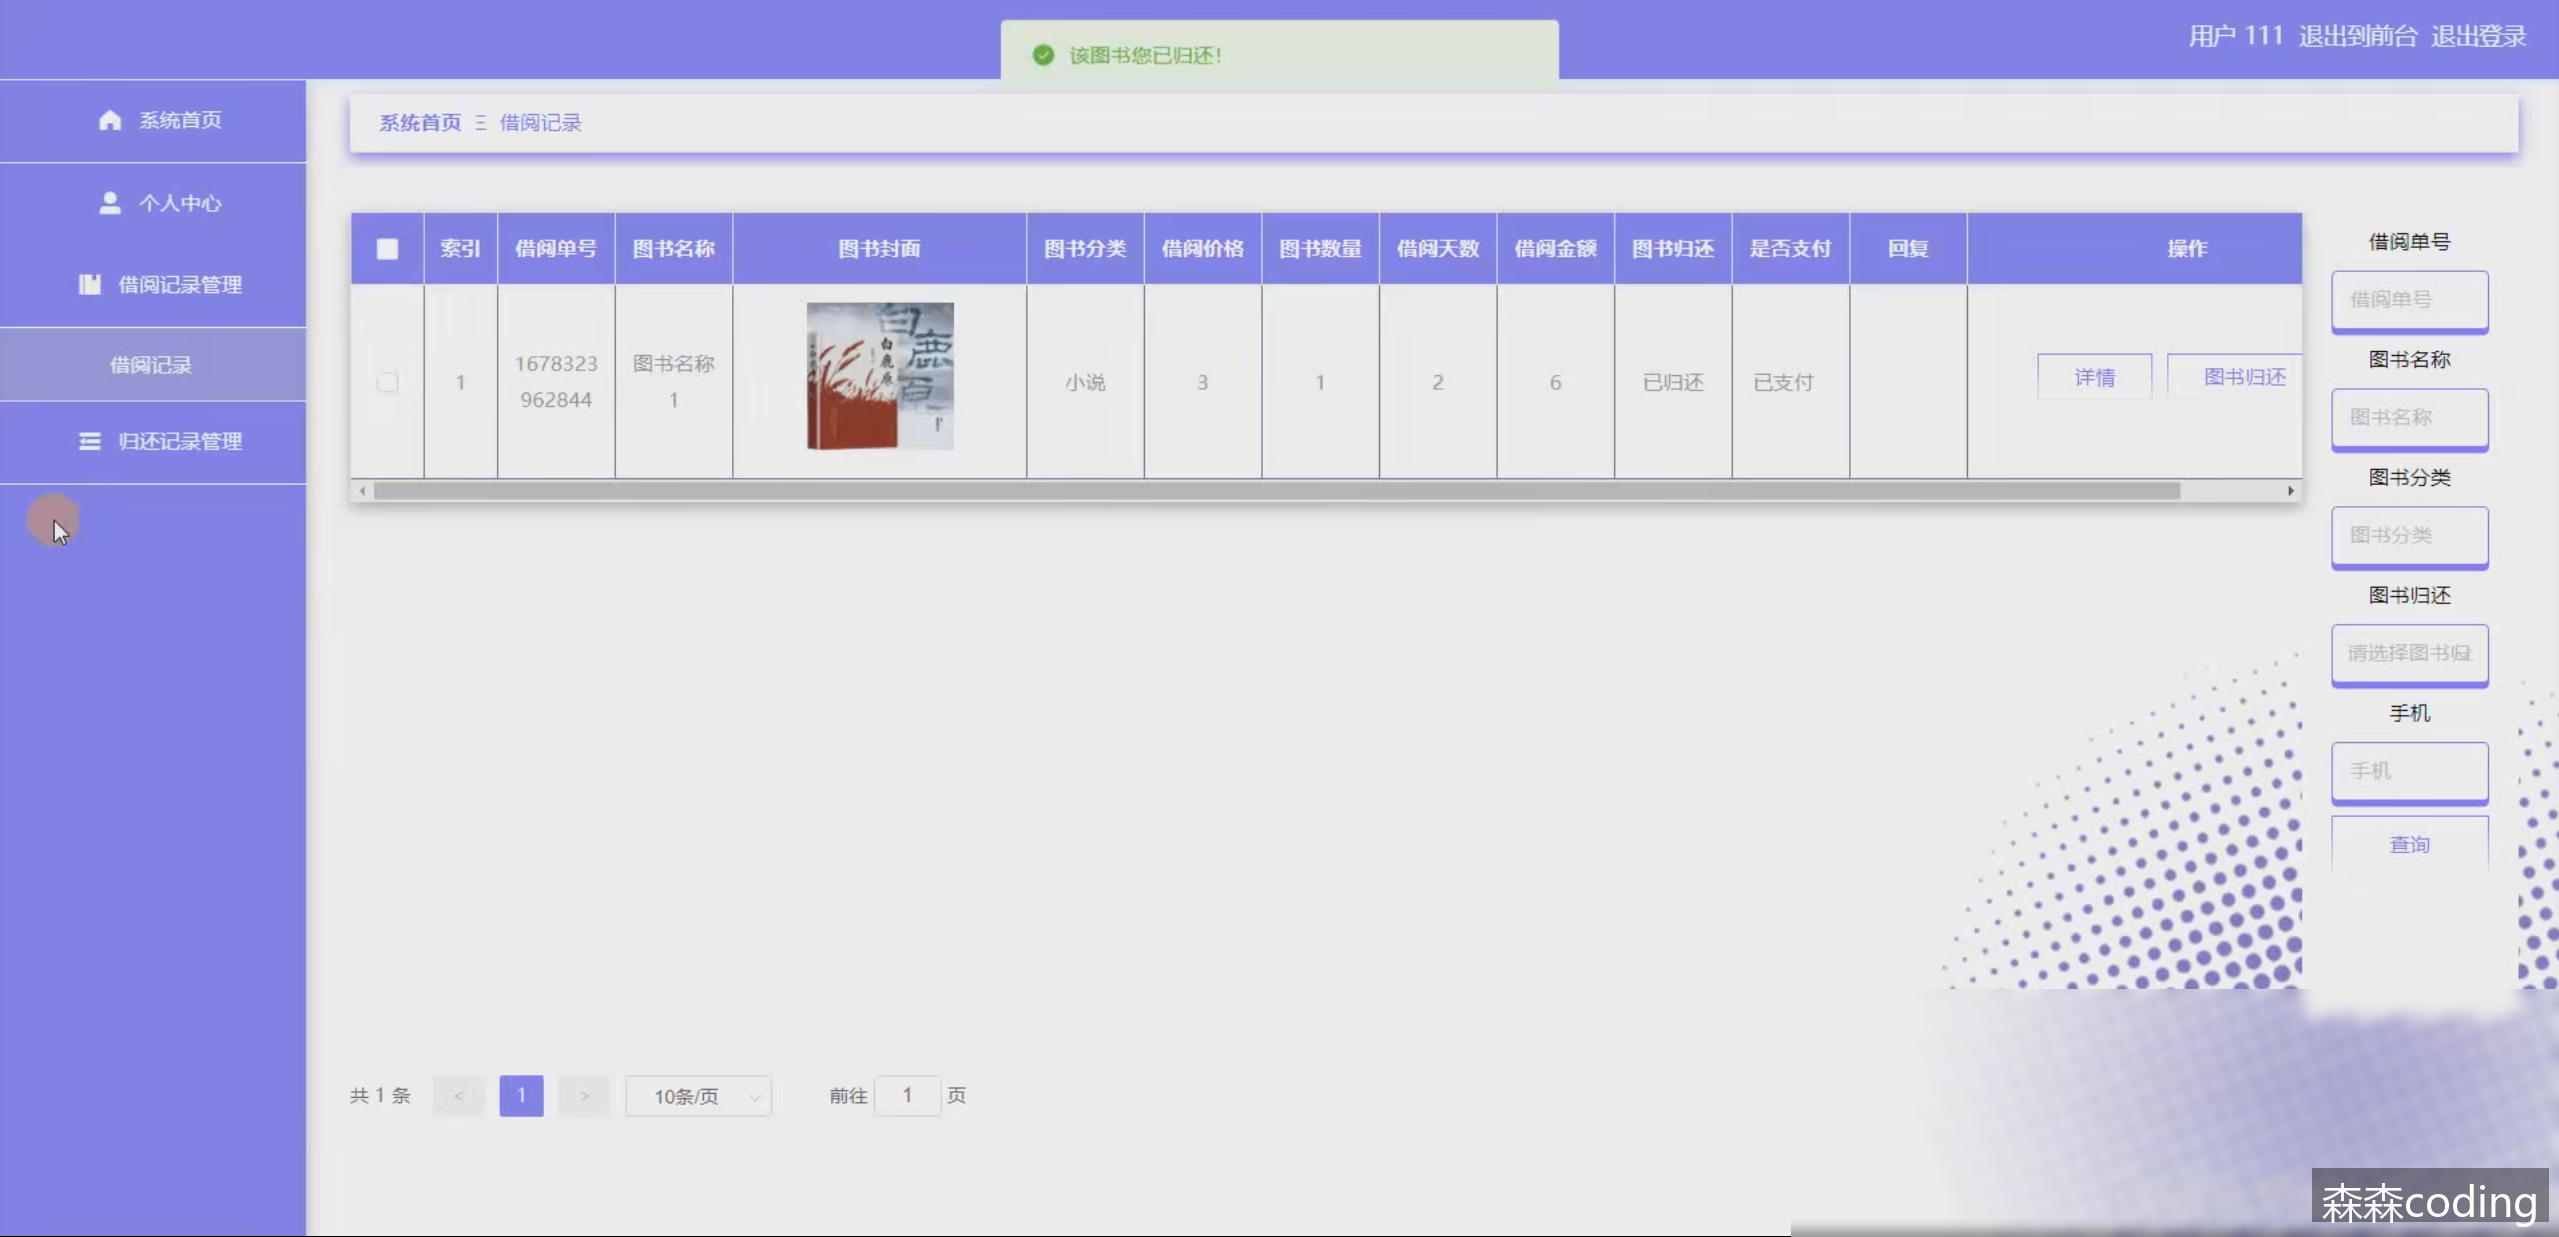 该图书您已归还！
用户 111 退出到前台 退出登录
系统首页
个人中心
借阅记录管理
借阅记录
归还记录管理
系统首页 Ξ 借阅记录
索引 借阅单号 图书名称 图书封面 图书分类 借阅价格 图书数量 借阅天数 借阅金额 图书归还 是否支付 回复 操作
1 1678323962844 图书名称1 小说 3 1 2 6 已归还 已支付 详情 图书归还
白鹿原
白鹿原
借阅单号
借阅单号
图书名称
图书名称
图书分类
图书分类
图书归还
请选择图书归
手机
手机
查询
共 1 条 < 1 > 10条/页 前往 1 页
森森coding